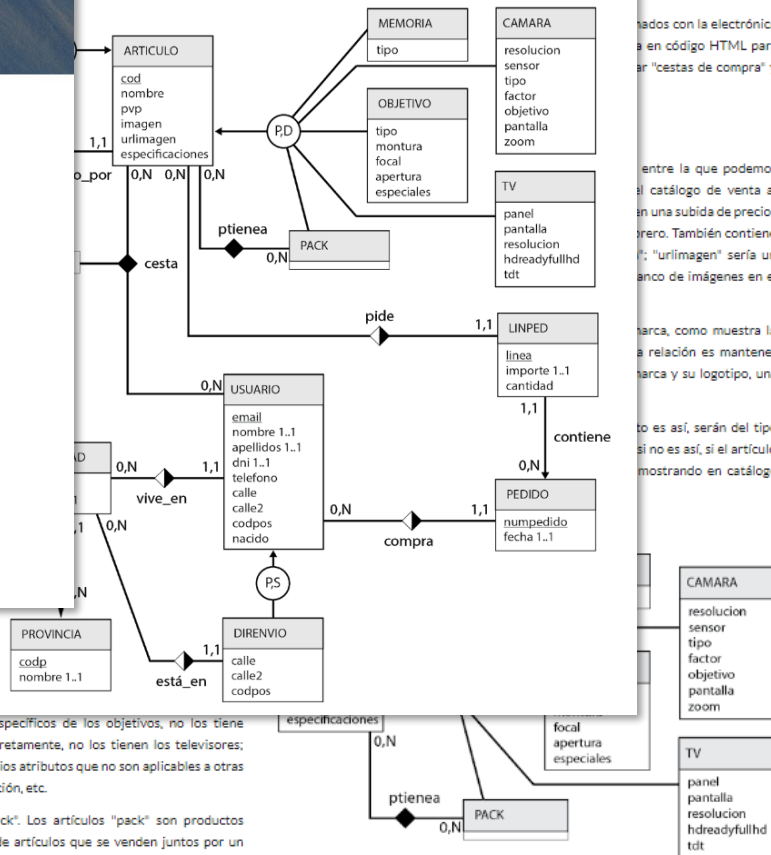 ARTICULO
cod
nombre
pvp
imagen
urlimagen
especificaciones
1,1
o_por
0,N
0,N
0,N
MEMORIA
tipo
CAMARA
resolucion
sensor
tipo
factor
objetivo
pantalla
zoom
OBJETIVO
tipo
montura
focal
apertura
especiales
P,D
TV
panel
pantalla
resolucion
hdreadyfullhd
tdt
ptienea
0,N
PACK
cesta
pide
1,1
LINPED
linea
importe 1..1
cantidad
1,1
contiene
0,N
PEDIDO
numpedido
fecha 1..1
0,N
USUARIO
email
nombre 1..1
apellidos 1..1
dni 1..1
telefono
calle
calle2
codpos
nacido
0,N
vive_en
1,1
0,N
compra
1,1
P,S
DIRENVIO
calle
calle2
codpos
AD
1
,1
0,N
,N
está_en
1,1
PROVINCIA
codp
nombre 1..1
nados con la electrónic
a en código HTML par
ar "cestas de compra"
entre la que podemo
el catálogo de venta a
en una subida de precio
brero. También contien
"; "urlimagen" sería u
anco de imágenes en e
narca, como muestra l
a relación es mantene
narca y su logotipo, un
to es así, serán del tip
si no es así, si el artícul
mostrando en catálog
specíficos de los objetivos, no los tiene
retamente, no los tienen los televisores;
ios atributos que no son aplicables a otras
ión, etc.
ck". Los artículos "pack" son productos
de artículos que se venden juntos por un
especificaciones
0,N
ptienea
0,N
PACK
focal
apertura
especiales
CAMARA
resolucion
sensor
tipo
factor
objetivo
pantalla
zoom
TV
panel
pantalla
resolucion
hdreadyfullhd
tdt